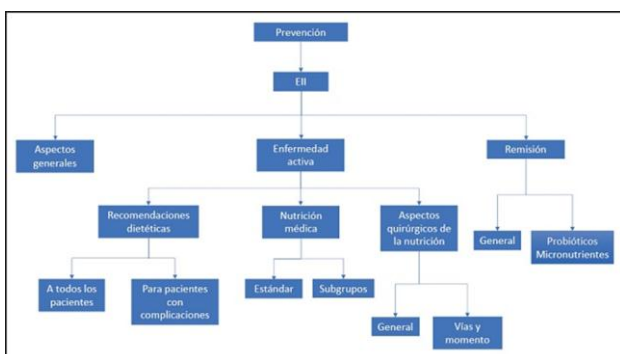 Prevención
EII
Aspectos
generales
Enfermedad
activa
Remisión
Recomendaciones
dietéticas
Nutrición
médica
Aspectos
quirúrgicos de
la nutrición
General
Probióticos
Micronutrientes
A todos los
pacientes
Para pacientes
con
complicaciones
Estándar
Subgrupos
General
Vías y
momento